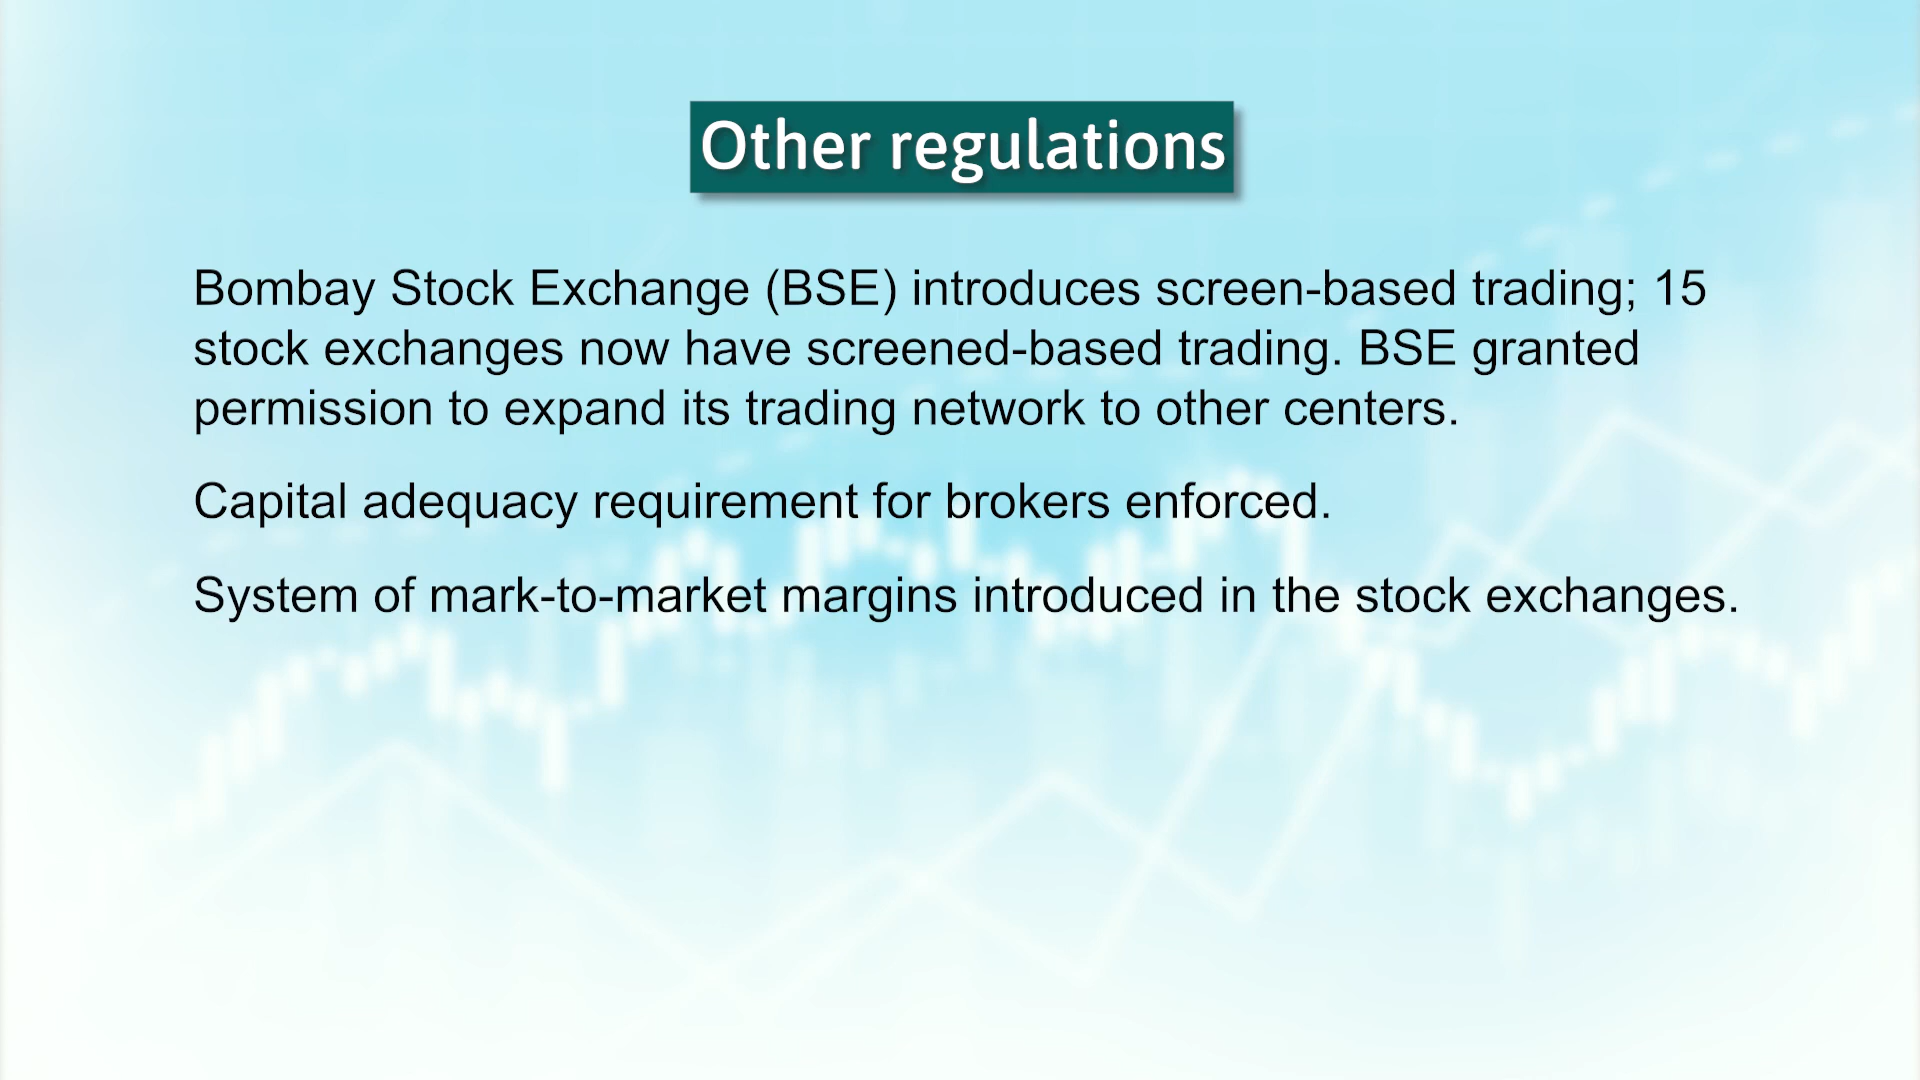 Other regulations
Bombay Stock Exchange (BSE) introduces screen-based trading; 15
stock exchanges now have screened-based trading. BSE granted
permission to expand its trading network to other centers.
Capital adequacy requirement for brokers enforced.
System of mark-to-market margins introduced in the stock exchanges.